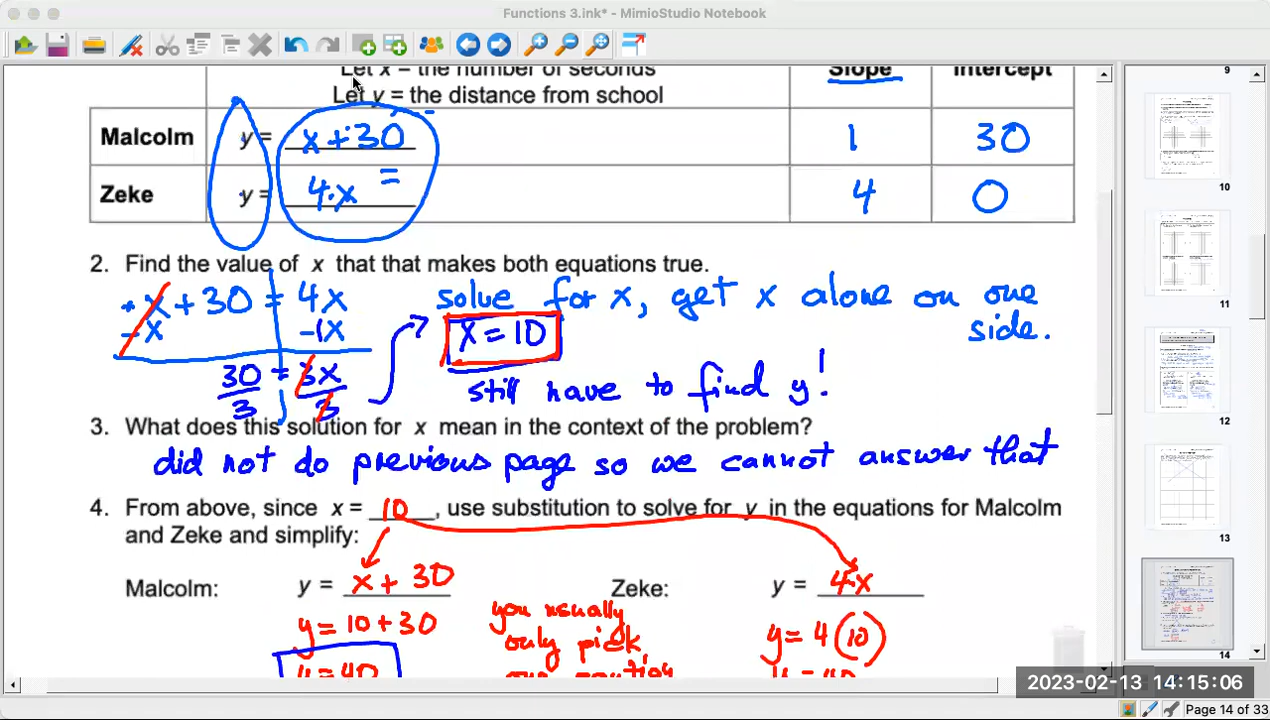 Functions 3.ink* - MimioStudio Notebook
Let x = the number of seconds Slope Intercept
Let y = the distance from school
Malcolm y = x + 30 1 30
Zeke y = 4·x = 4 0
2. Find the value of x that that makes both equations true.
x + 30 = 4x solve for x, get x alone on one
- x -1x x = 10 side.
30 = 3x still have to find y!
3 3
3. What does this solution for x mean in the context of the problem?
did not do previous page so we cannot answer that
4. From above, since x = 10, use substitution to solve for y in the equations for Malcolm
and Zeke and simplify:
Malcolm: y = x + 30 Zeke: y = 4·x
y = 10 + 30 you usually y = 4(10)
only pick
y = 40 one equation y = 40
9
10
11
12
13
14
2023-02-13 14:15:06
Page 14 of 33